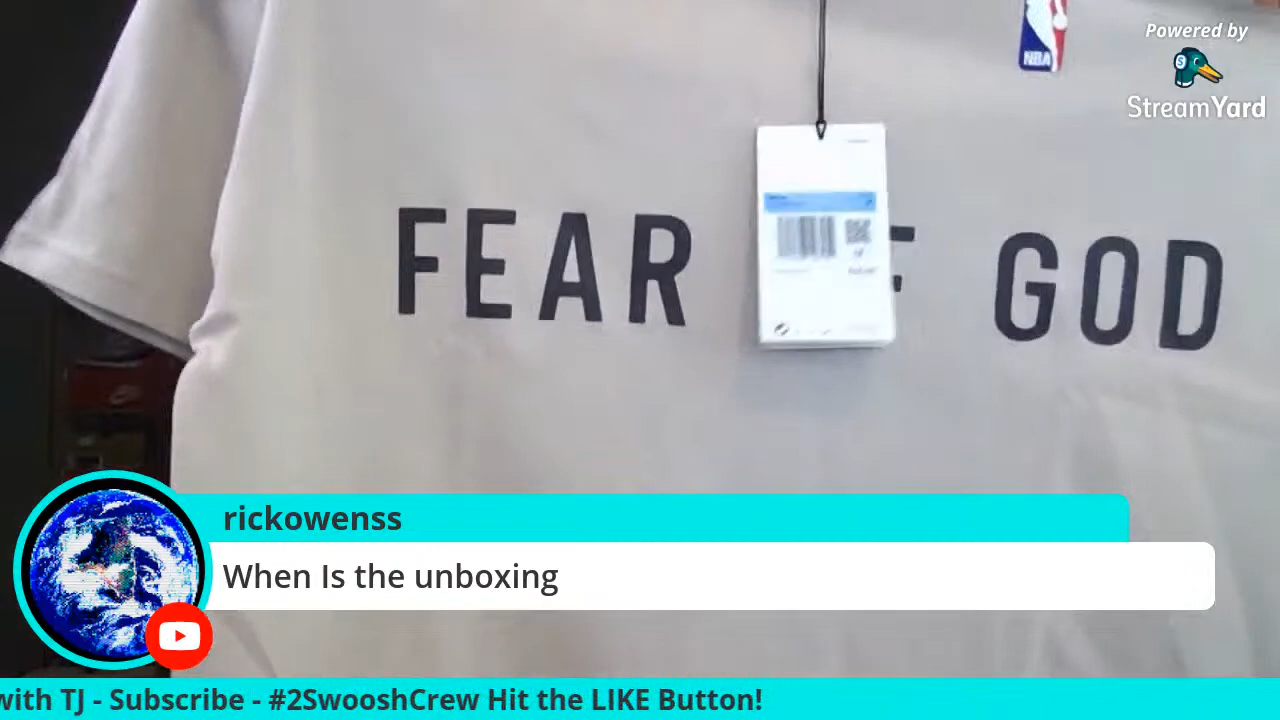 Powered by
StreamYard
NBA
FEAR F GOD
rickowenss
When Is the unboxing
with TJ - Subscribe - #2SwooshCrew Hit the LIKE Button!